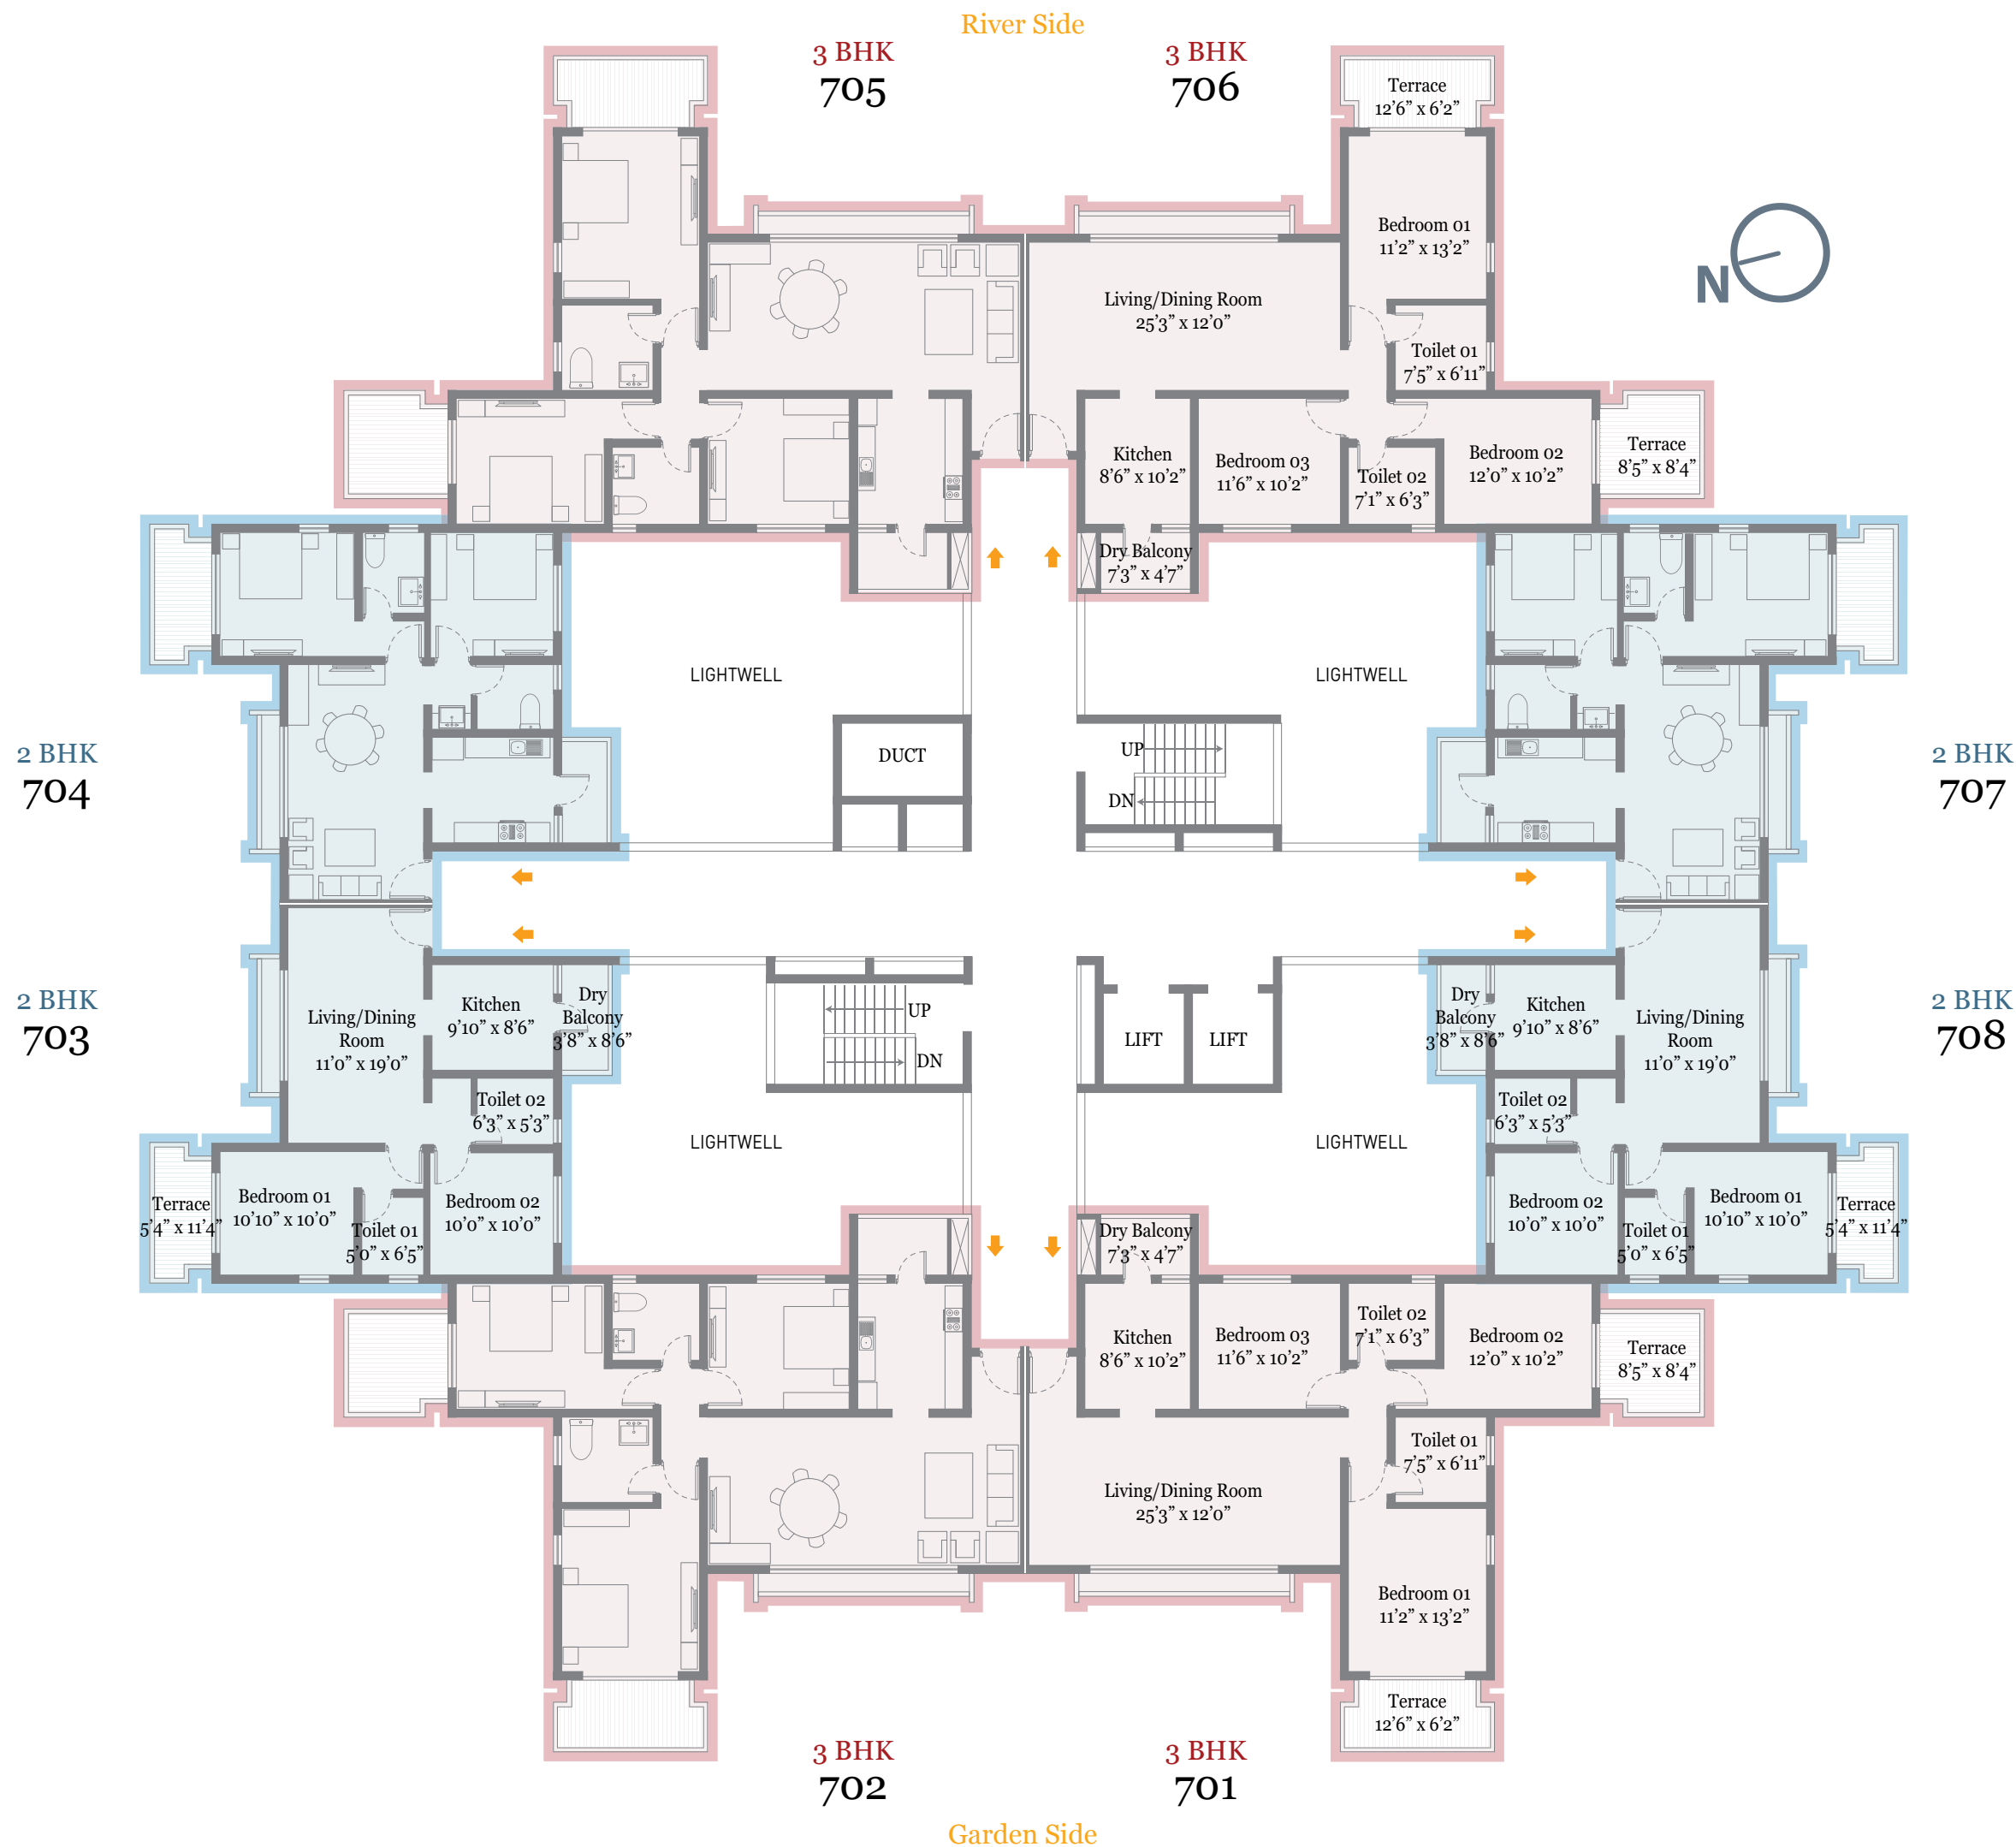 River Side
3 BHK
705
3 BHK
706
Terrace
12’6” x 6’2”
Bedroom 01
11’2” x 13’2”
N
Living/Dining Room
25’3” x 12’0”
Toilet 01
7’5” x 6’11”
Kitchen
8’6” x 10’2”
Bedroom 03
11’6” x 10’2”
Toilet 02
7’1” x 6’3”
Bedroom 02
12’0” x 10’2”
Terrace
8’5” x 8’4”
Dry Balcony
7’3” x 4’7”
LIGHTWELL
LIGHTWELL
2 BHK
704
DUCT
UP
DN
2 BHK
707
2 BHK
703
Living/Dining
Room
11’0” x 19’0”
Kitchen
9’10” x 8’6”
Dry
Balcony
3’8” x 8’6”
UP
DN
LIFT
LIFT
Dry
Balcony
3’8” x 8’6”
Kitchen
9’10” x 8’6”
Living/Dining
Room
11’0” x 19’0”
2 BHK
708
Toilet 02
6’3” x 5’3”
Toilet 02
6’3” x 5’3”
LIGHTWELL
LIGHTWELL
Terrace
5’4” x 11’4”
Bedroom 01
10’10” x 10’0”
Toilet 01
5’0” x 6’5”
Bedroom 02
10’0” x 10’0”
Bedroom 02
10’0” x 10’0”
Toilet 01
5’0” x 6’5”
Bedroom 01
10’10” x 10’0”
Terrace
5’4” x 11’4”
Dry Balcony
7’3” x 4’7”
Kitchen
8’6” x 10’2”
Bedroom 03
11’6” x 10’2”
Toilet 02
7’1” x 6’3”
Bedroom 02
12’0” x 10’2”
Terrace
8’5” x 8’4”
Toilet 01
7’5” x 6’11”
Living/Dining Room
25’3” x 12’0”
Bedroom 01
11’2” x 13’2”
Terrace
12’6” x 6’2”
3 BHK
702
3 BHK
701
Garden Side